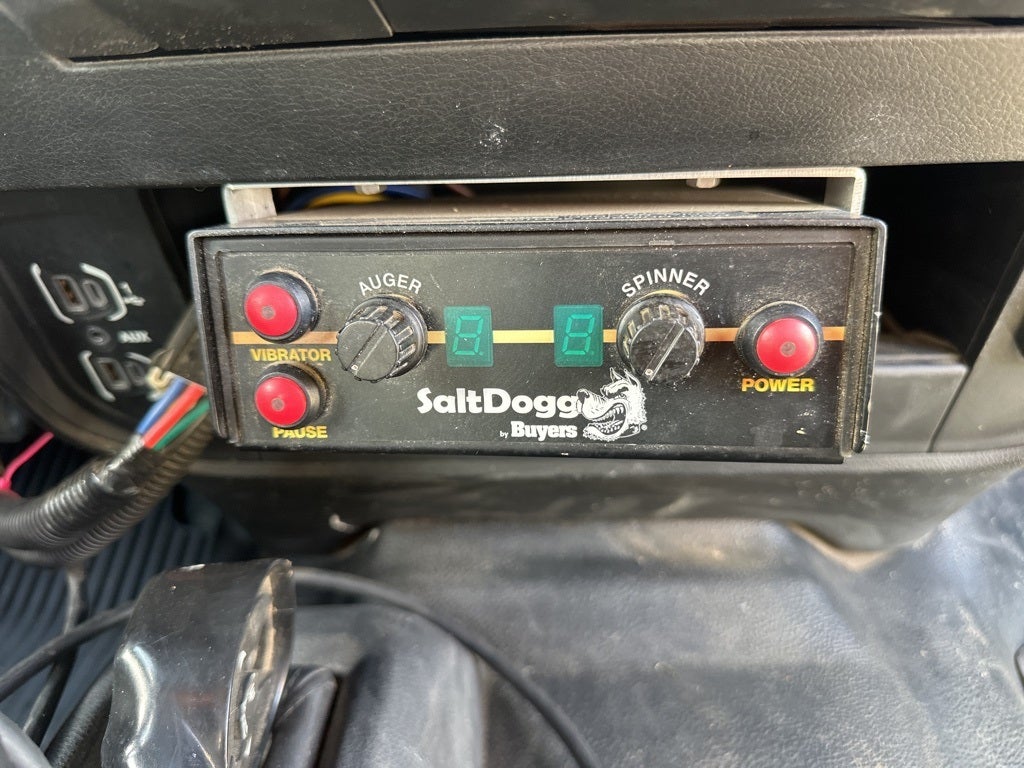 AUGER
SPINNER
VIBRATOR
POWER
PAUSE
SaltDogg
by Buyers
®
AUX